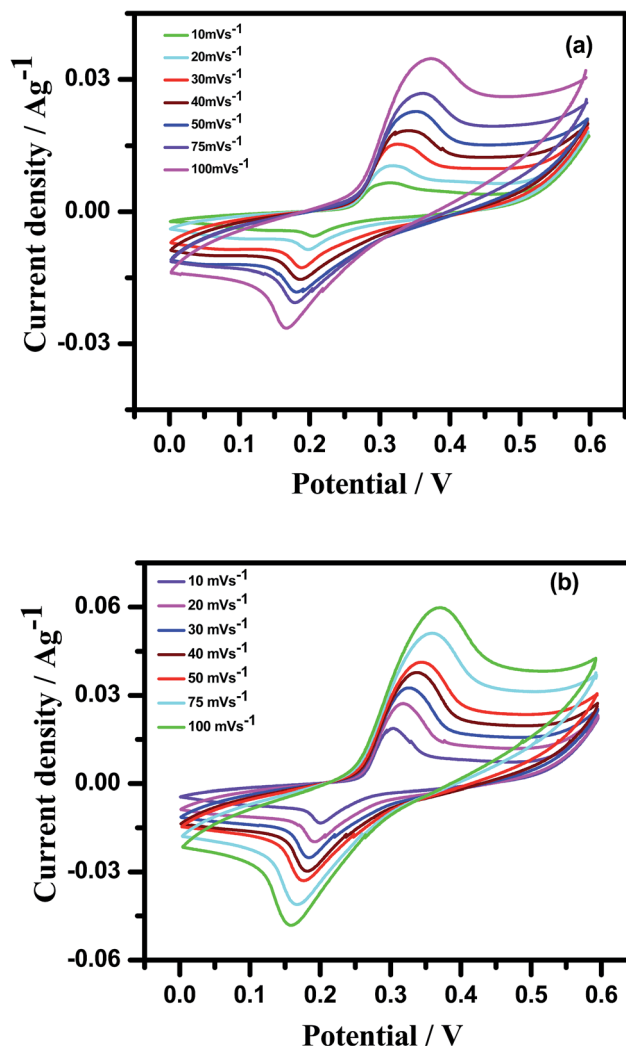 (a)
10mVs⁻¹
20mVs⁻¹
30mVs⁻¹
40mVs⁻¹
50mVs⁻¹
75mVs⁻¹
100mVs⁻¹
0.03
0.00
-0.03
Current density / Ag⁻¹
0.0 0.1 0.2 0.3 0.4 0.5 0.6
Potential / V
(b)
10 mVs⁻¹
20 mVs⁻¹
30 mVs⁻¹
40 mVs⁻¹
50 mVs⁻¹
75 mVs⁻¹
100 mVs⁻¹
0.06
0.03
0.00
-0.03
-0.06
Current density / Ag⁻¹
0.0 0.1 0.2 0.3 0.4 0.5 0.6
Potential / V